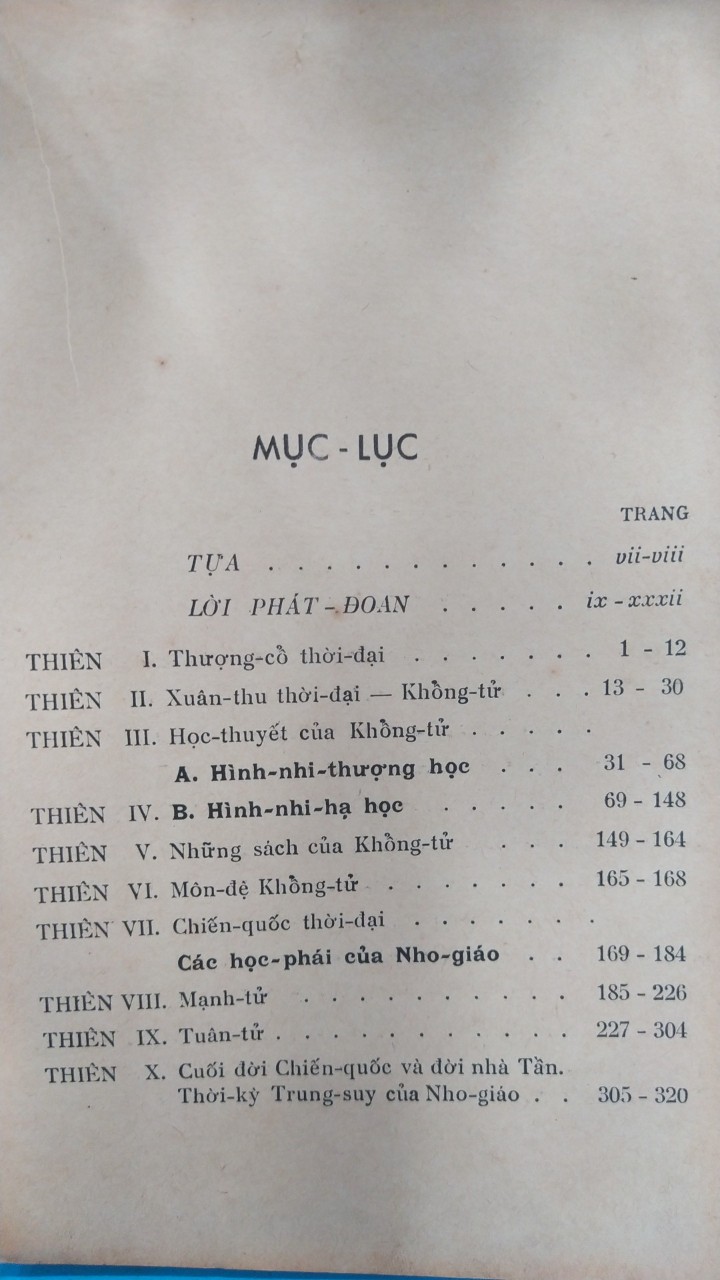 MỤC - LỤC
TRANG
TỰA . . . . . . . . . . . . . vii-viii
LỜI PHÁT - ĐOAN . . . . . ix - xxxii
THIÊN I. Thượng-cổ thời-đại . . . . . . . 1 - 12
THIÊN II. Xuân-thu thời-đại — Khổng-tử . . . 13 - 30
THIÊN III. Học-thuyết của Khổng-tử . . . . .
A. Hình-nhi-thượng học . . . 31 - 68
THIÊN IV. B. Hình-nhi-hạ học . . . . . 69 - 148
THIÊN V. Những sách của Khổng-tử . . . 149 - 164
THIÊN VI. Môn-đệ Khổng-tử . . . . . . . 165 - 168
THIÊN VII. Chiến-quốc thời-đại . . . . . . .
Các học-phái của Nho-giáo . . 169 - 184
THIÊN VIII. Mạnh-tử . . . . . . . . . . 185 - 226
THIÊN IX. Tuân-tử . . . . . . . . . . . 227 - 304
THIÊN X. Cuối đời Chiến-quốc và đời nhà Tần.
Thời-kỳ Trung-suy của Nho-giáo . . 305 - 320